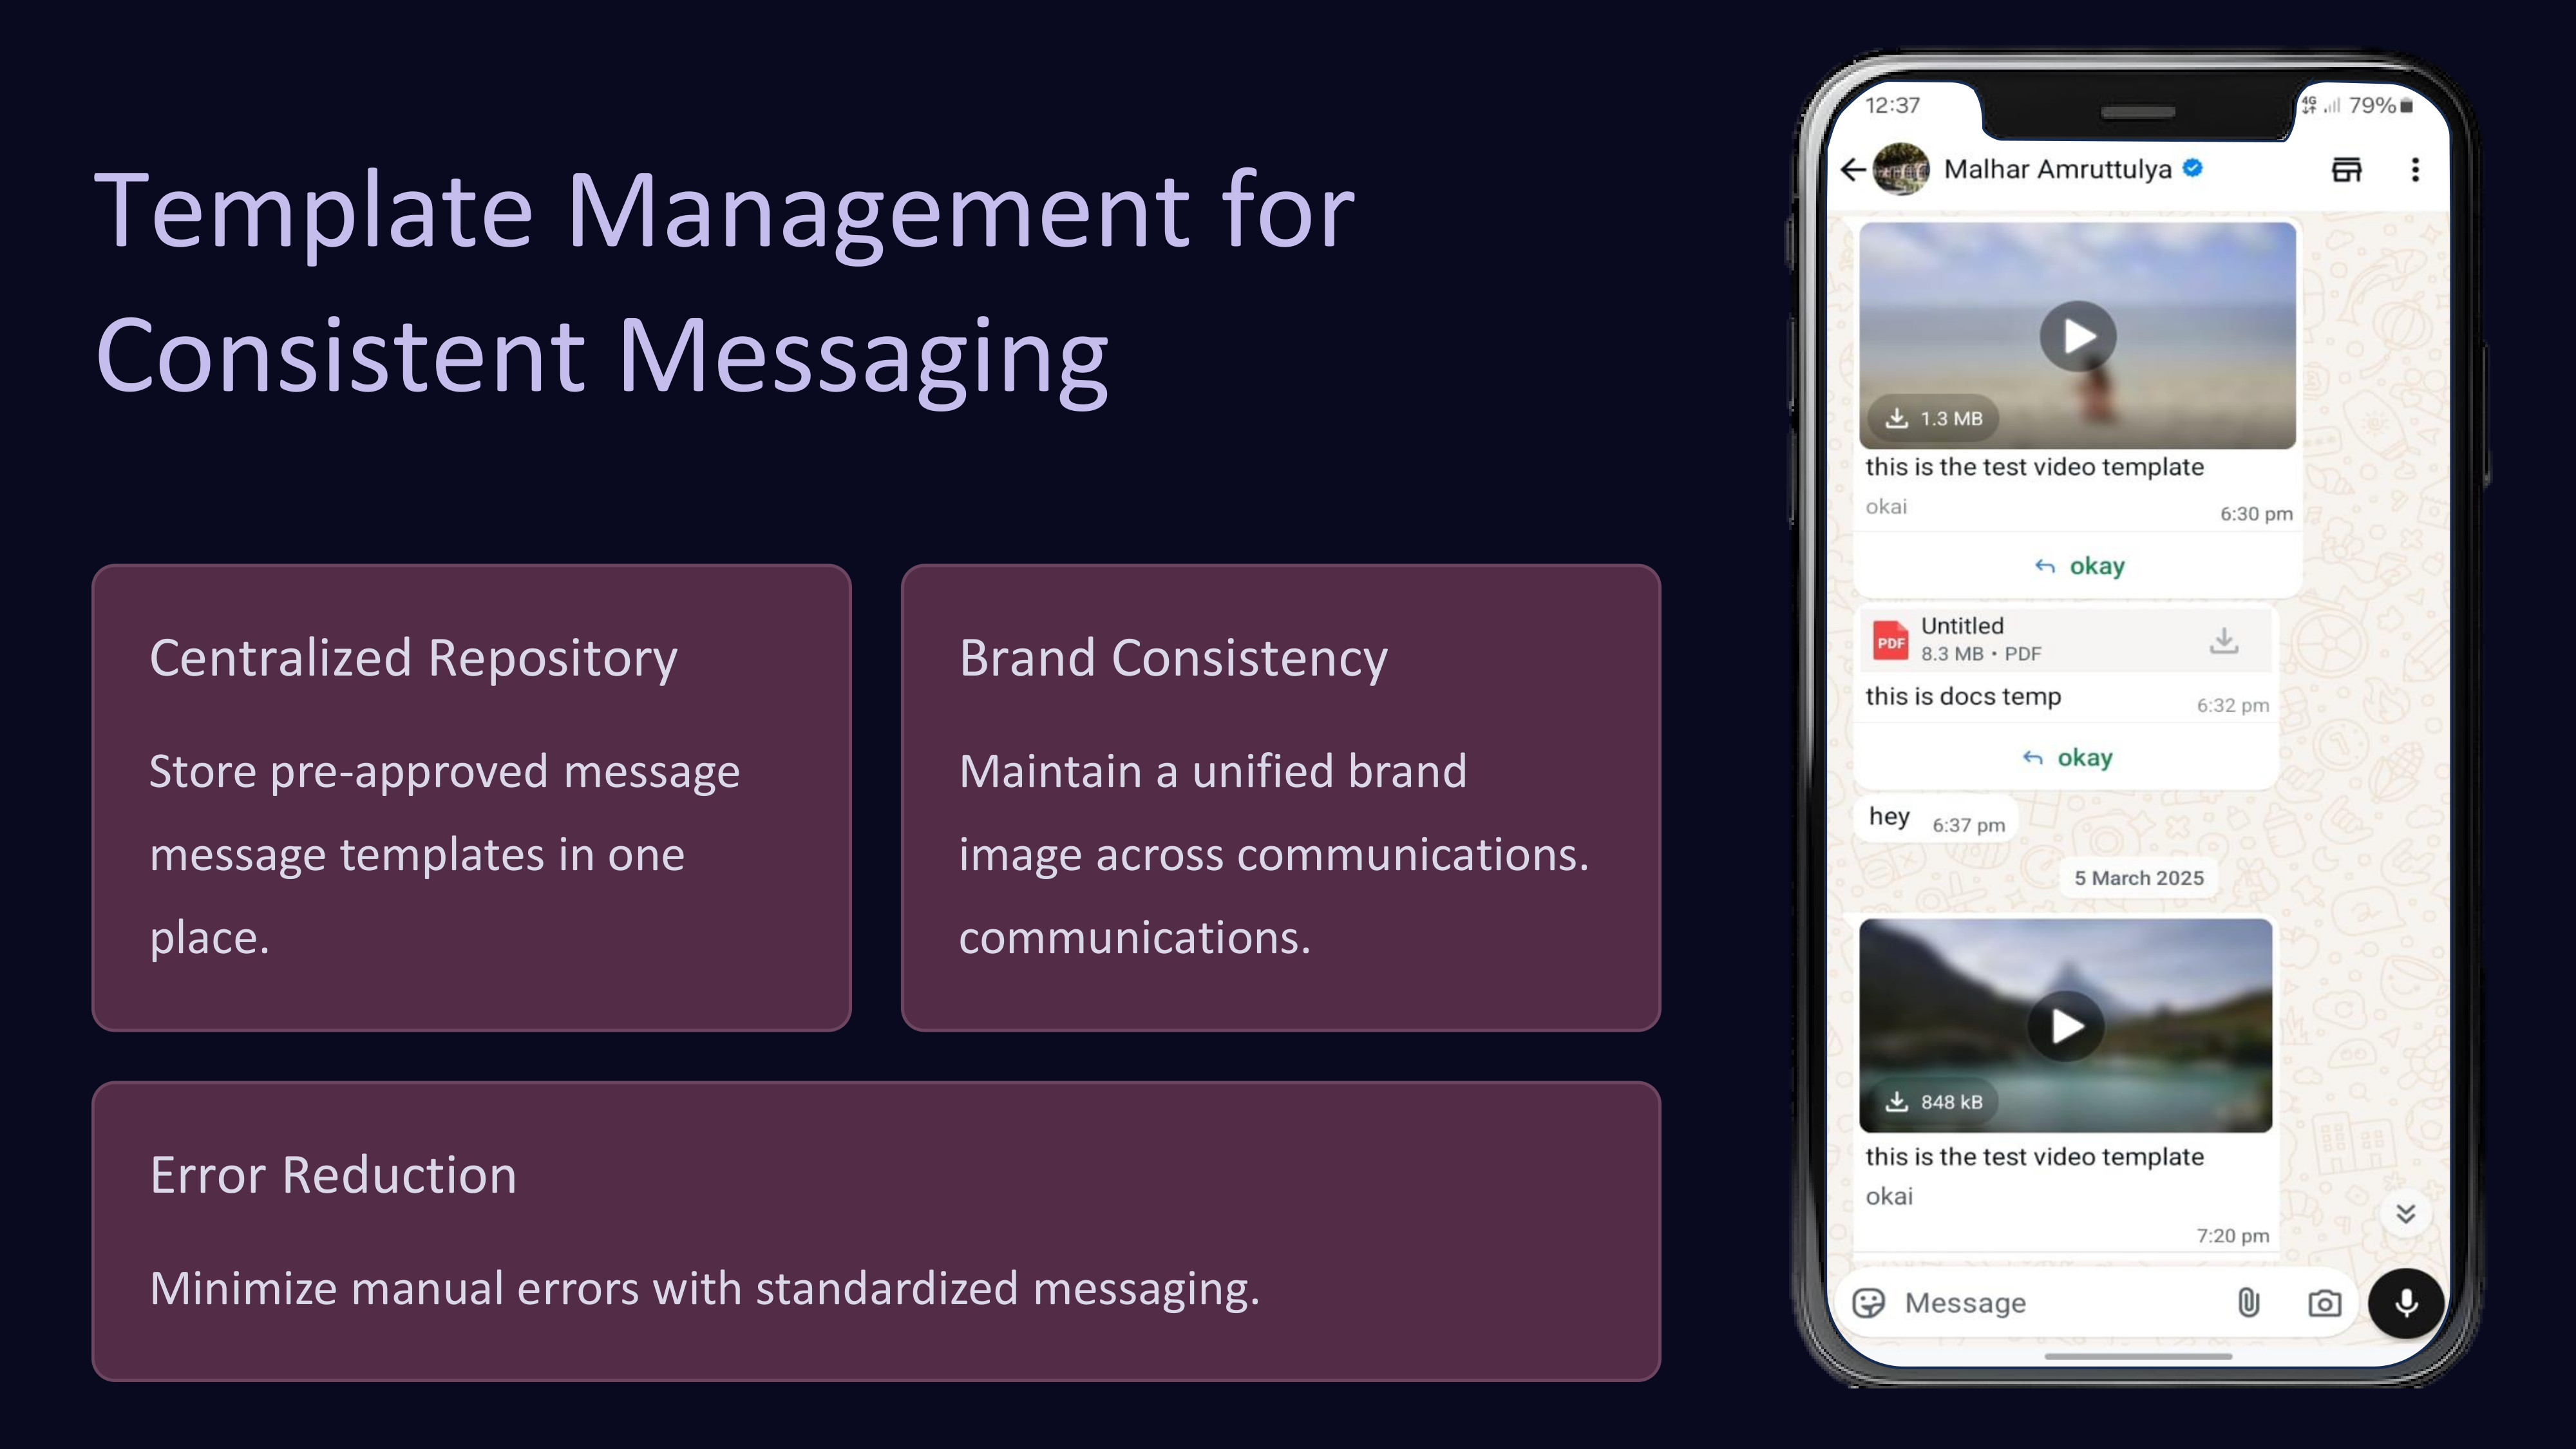 Template Management for
Consistent Messaging
Centralized Repository
Store pre-approved message
message templates in one
place.
Brand Consistency
Maintain a unified brand
image across communications.
communications.
Error Reduction
Minimize manual errors with standardized messaging.
12:37
4G 79%
Malhar Amruttulya
1.3 MB
this is the test video template
okai
6:30 pm
okay
PDF
Untitled
8.3 MB • PDF
this is docs temp
6:32 pm
okay
hey 6:37 pm
5 March 2025
848 kB
this is the test video template
okai
7:20 pm
Message